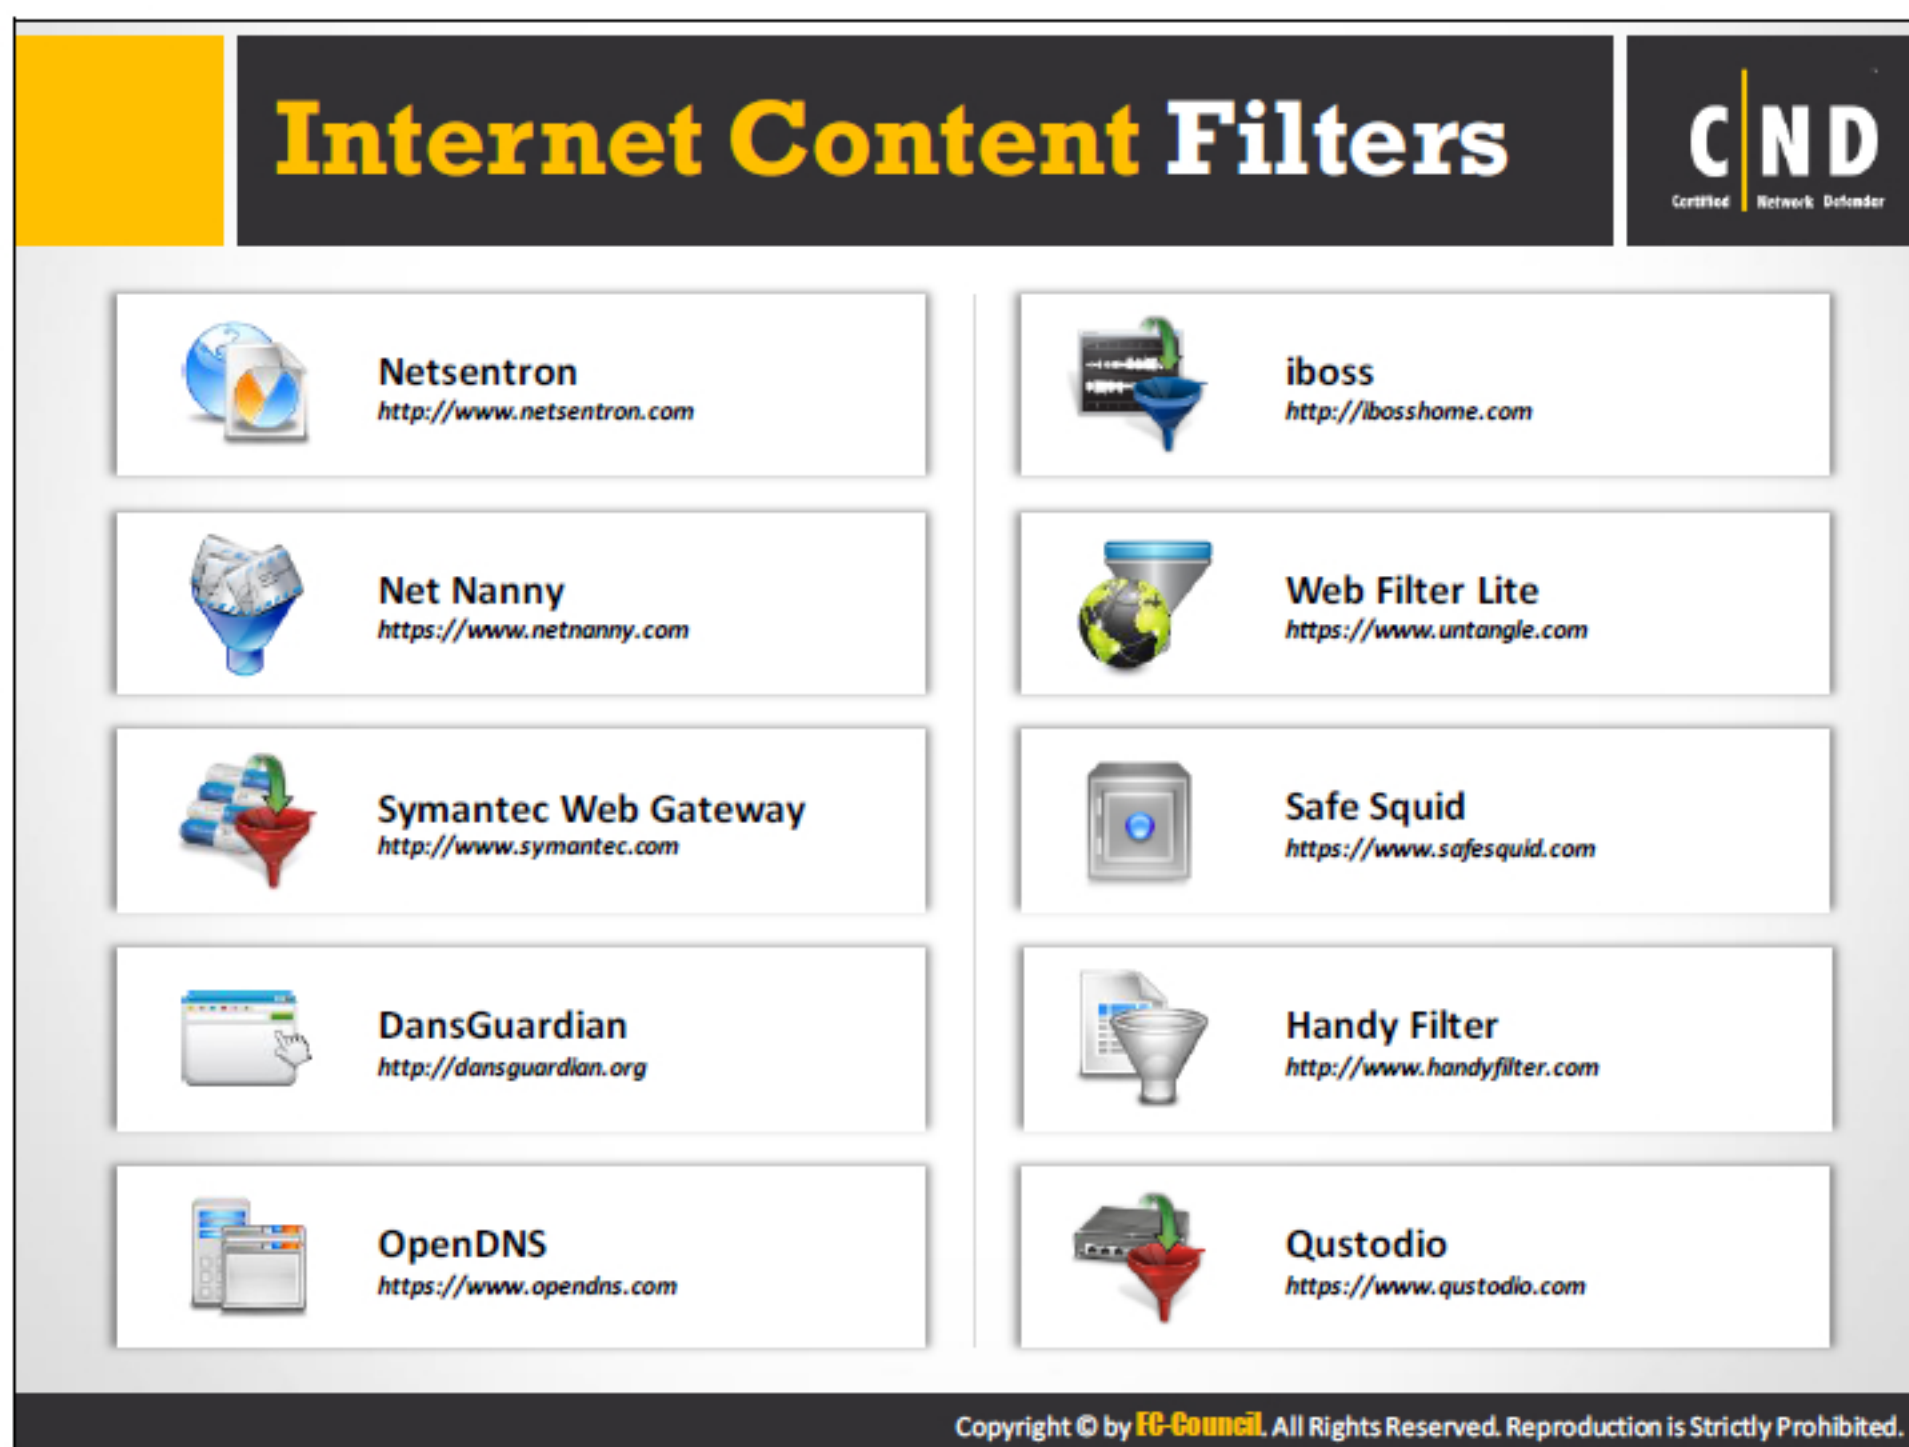 Internet Content Filters
C|ND
Certified Network Defender
Netsentron
http://www.netsentron.com
Net Nanny
https://www.netnanny.com
Symantec Web Gateway
http://www.symantec.com
DansGuardian
http://dansguardian.org
OpenDNS
https://www.opendns.com
iboss
http://ibosshome.com
Web Filter Lite
https://www.untangle.com
Safe Squid
https://www.safesquid.com
Handy Filter
http://www.handyfilter.com
Qustodio
https://www.qustodio.com
Copyright © by EC-Council. All Rights Reserved. Reproduction is Strictly Prohibited.